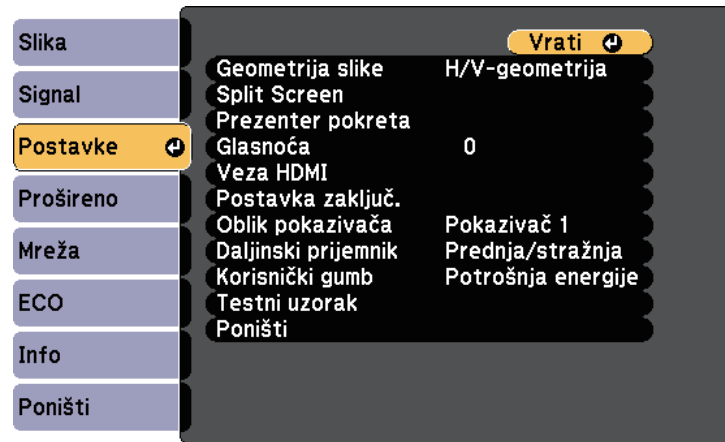 Slika
Signal
Postavke
Prošireno
Mreža
ECO
Info
Poništi
Vrati
Geometrija slike H/V-geometrija
Split Screen
Prezenter pokreta
Glasnoća 0
Veza HDMI
Postavka zaključ.
Oblik pokazivača Pokazivač 1
Daljinski prijemnik Prednja/stražnja
Korisnički gumb Potrošnja energije
Testni uzorak
Poništi